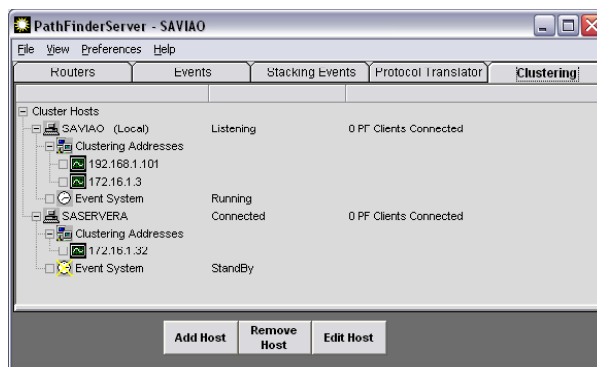 PathFinderServer - SAVIAO
File View Preferences Help
Routers Events Stacking Events Protocol Translator Clustering
Cluster Hosts
SAVIAO (Local) Listening 0 PF Clients Connected
Clustering Addresses
192.168.1.101
172.16.1.3
Event System Running
SASERVERA Connected 0 PF Clients Connected
Clustering Addresses
172.16.1.32
Event System StandBy
Add Host Remove Host Edit Host